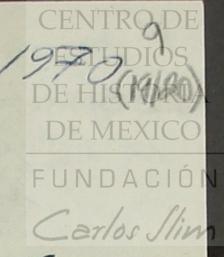 CENTRO DE
9
ESTUDIOS
1970
DE HISTORIA
DE MEXICO
FUNDACIÓN
Carlos Slim